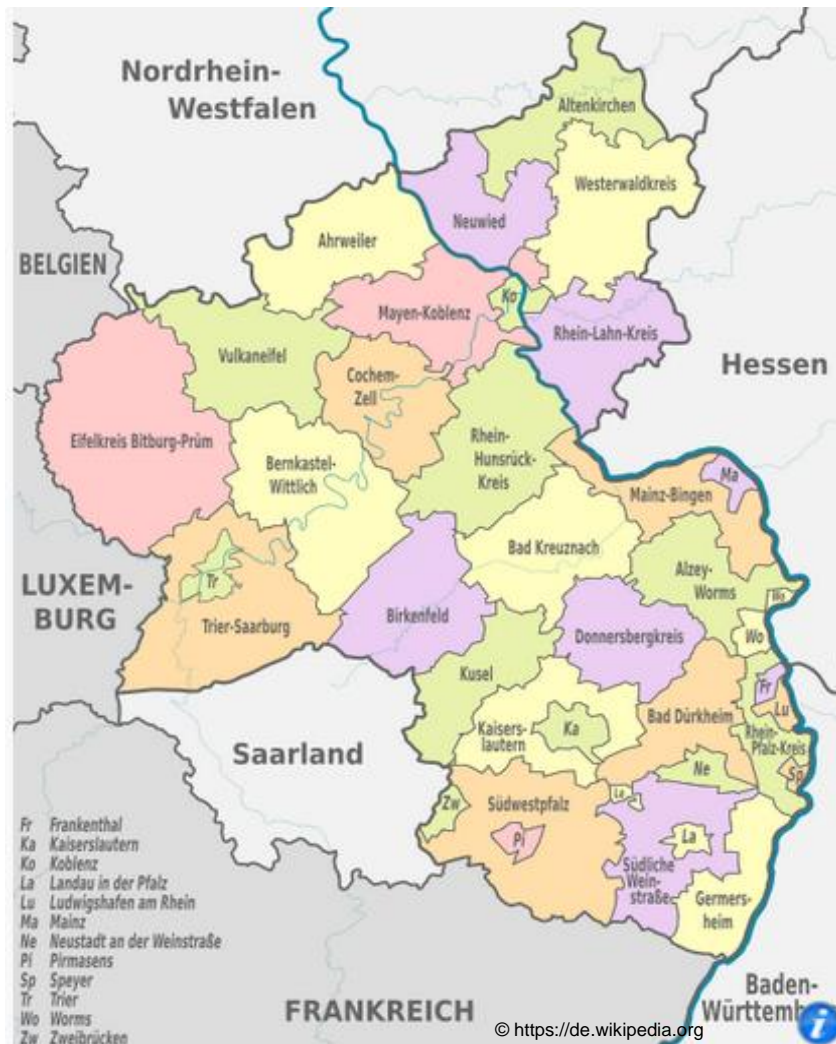 Nordrhein-
Westfalen
Altenkirchen
Westerwaldkreis
Neuwied
Ahrweiler
BELGIEN
Mayen-Koblenz
Ko
Rhein-Lahn-Kreis
Vulkaneifel
Hessen
Cochem-
Zell
Eifelkreis Bitburg-Prüm
Rhein-
Hunsrück-
Kreis
Bernkastel-
Wittlich
Ma
Mainz-Bingen
Bad Kreuznach
Tr
LUXEM-
BURG
Alzey-
Worms
Wo
Trier-Saarburg
Birkenfeld
Donnersbergkreis
Wo
Kusel
Fr
Lu
Bad Dürkheim
Kaisers-
lautern
Ka
Rhein-
Pfalz-Kreis
Saarland
Ne
Sp
La
Zw
Südwestpfalz
Pi
La
Südliche
Wein-
straße
Germers-
heim
Fr Frankenthal
Ka Kaiserslautern
Ko Koblenz
La Landau in der Pfalz
Lu Ludwigshafen am Rhein
Ma Mainz
Ne Neustadt an der Weinstraße
Pi Pirmasens
Sp Speyer
Tr Trier
Wo Worms
Zw Zweibrücken
FRANKREICH
Baden-
Württemb
© https://de.wikipedia.org
i